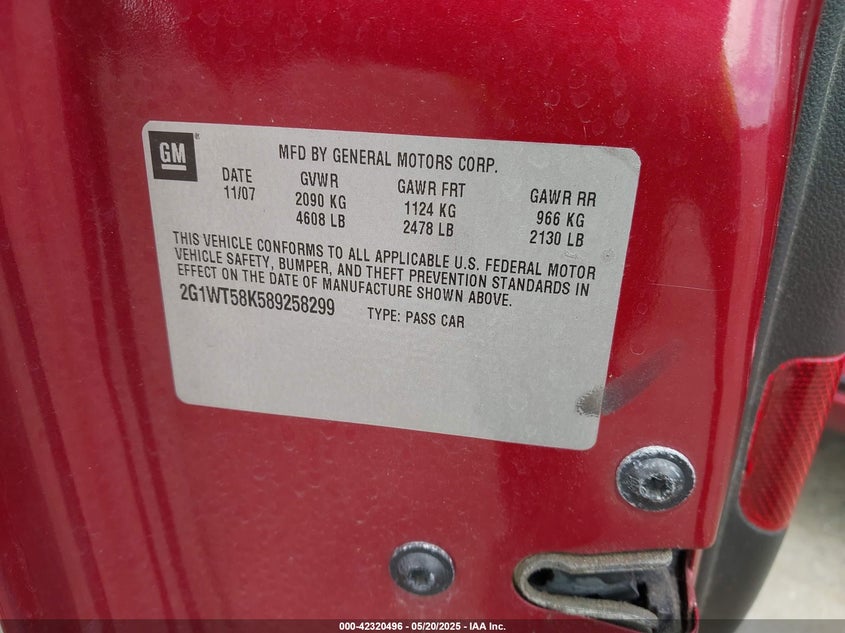 GM
MFD BY GENERAL MOTORS CORP.
DATE GVWR GAWR FRT GAWR RR
11/07 2090 KG 1124 KG 966 KG
4608 LB 2478 LB 2130 LB
THIS VEHICLE CONFORMS TO ALL APPLICABLE U.S. FEDERAL MOTOR
VEHICLE SAFETY, BUMPER, AND THEFT PREVENTION STANDARDS IN
EFFECT ON THE DATE OF MANUFACTURE SHOWN ABOVE.
2G1WT58K589258299 TYPE: PASS CAR
000-42320496 - 05/20/2025 - IAA Inc.